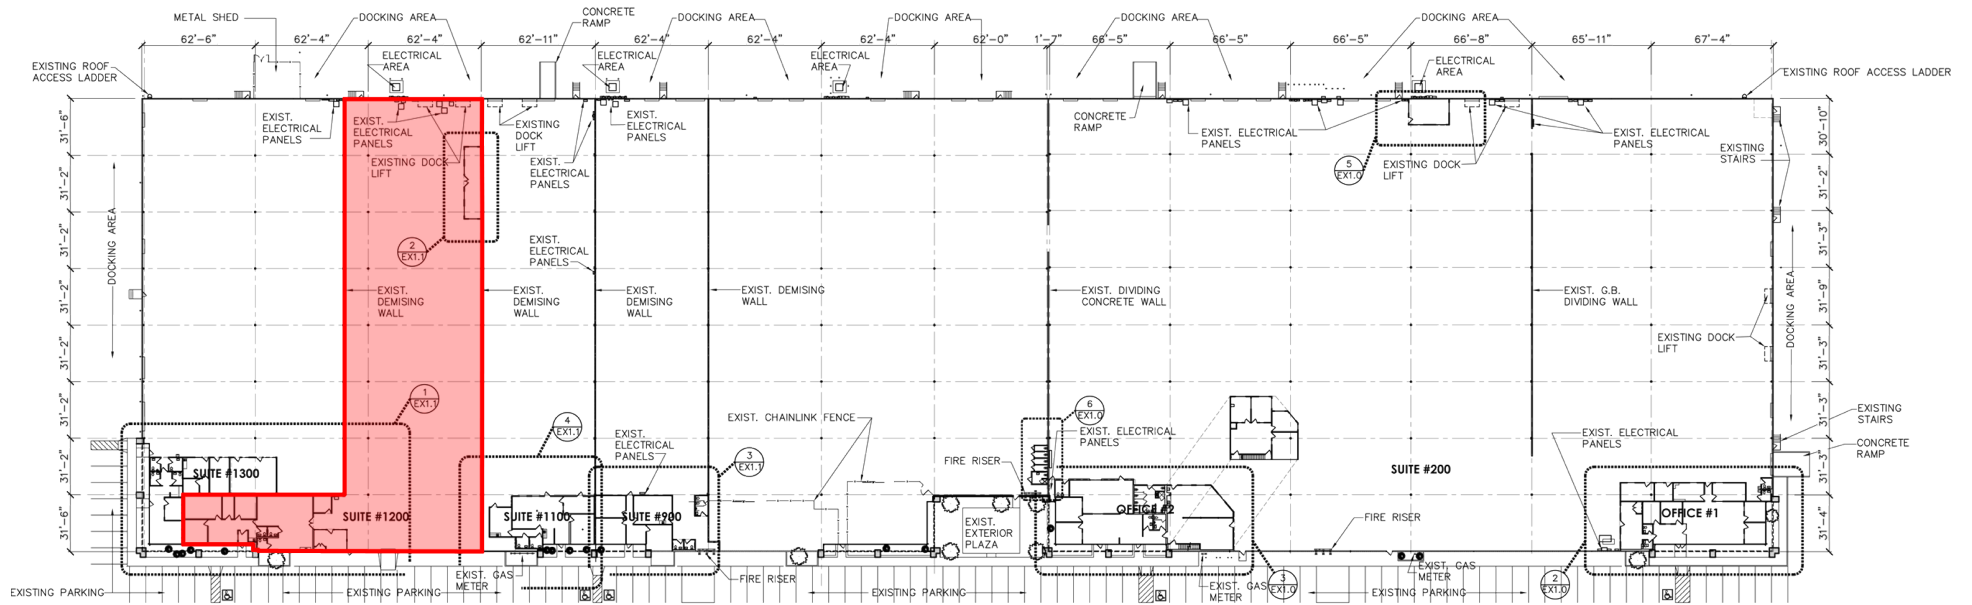 METAL SHED
DOCKING AREA
CONCRETE
RAMP
DOCKING AREA
DOCKING AREA
DOCKING AREA
DOCKING AREA
62'-6"
62'-4"
62'-4"
62'-11"
62'-4"
62'-4"
62'-4"
62'-0"
1'-7"
66'-5"
66'-5"
66'-5"
66'-8"
65'-11"
67'-4"
EXISTING ROOF
ACCESS LADDER
ELECTRICAL
AREA
ELECTRICAL
AREA
ELECTRICAL
AREA
ELECTRICAL
AREA
EXISTING ROOF ACCESS LADDER
EXIST.
ELECTRICAL
PANELS
EXIST.
ELECTRICAL
PANELS
EXISTING
DOCK
LIFT
EXIST.
ELECTRICAL
PANELS
CONCRETE
RAMP
EXIST. ELECTRICAL
PANELS
EXIST. ELECTRICAL
PANELS
EXISTING
STAIRS
EXISTING DOCK
LIFT
EXIST.
ELECTRICAL
PANELS
5
EX1.0
EXISTING DOCK
LIFT
31'-6"
31'-2"
31'-2"
31'-2"
31'-2"
31'-2"
31'-2"
31'-6"
DOCKING AREA
30'-10"
31'-2"
31'-3"
31'-9"
31'-3"
31'-3"
31'-3"
31'-4"
DOCKING AREA
2
EX1.1
EXIST.
ELECTRICAL
PANELS
EXIST.
DEMISING
WALL
EXIST.
DEMISING
WALL
EXIST.
DEMISING
WALL
EXIST. DEMISING
WALL
EXIST. DIVIDING
CONCRETE WALL
EXIST. G.B.
DIVIDING WALL
EXISTING DOCK
LIFT
1
EX1.1
4
EX1.1
EXIST. CHAINLINK FENCE
6
EX1.0
EXISTING
STAIRS
EXIST.
ELECTRICAL
PANELS
EXIST. ELECTRICAL
PANELS
EXIST. ELECTRICAL
PANELS
CONCRETE
RAMP
3
EX1.1
FIRE RISER
SUITE #1300
SUITE #200
SUITE #1200
SUITE #1100
SUITE #900
OFFICE #2
OFFICE #1
EXIST.
EXTERIOR
PLAZA
FIRE RISER
EXIST. GAS
METER
FIRE RISER
EXIST. GAS
METER
3
EX1.0
EXIST. GAS
METER
2
EX1.0
EXISTING PARKING
EXISTING PARKING
EXISTING PARKING
EXISTING PARKING